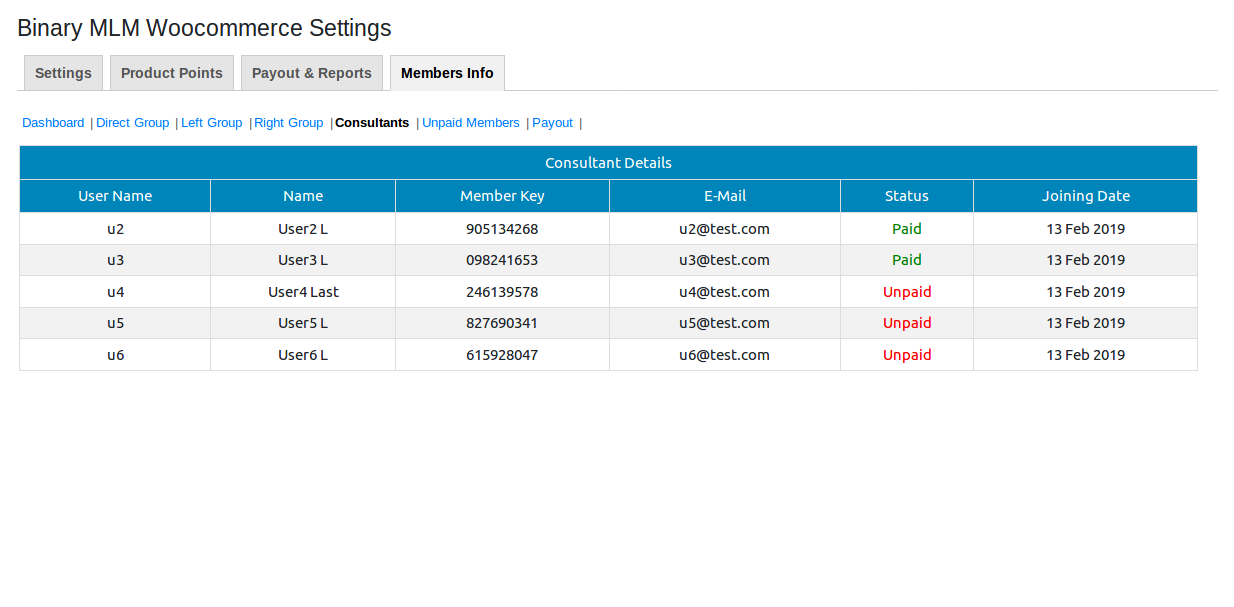 Binary MLM Woocommerce Settings
Settings Product Points Payout & Reports Members Info
Dashboard | Direct Group | Left Group | Right Group | Consultants | Unpaid Members | Payout |
Consultant Details
User Name Name Member Key E-Mail Status Joining Date
u2 User2 L 905134268 u2@test.com Paid 13 Feb 2019
u3 User3 L 098241653 u3@test.com Paid 13 Feb 2019
u4 User4 Last 246139578 u4@test.com Unpaid 13 Feb 2019
u5 User5 L 827690341 u5@test.com Unpaid 13 Feb 2019
u6 User6 L 615928047 u6@test.com Unpaid 13 Feb 2019